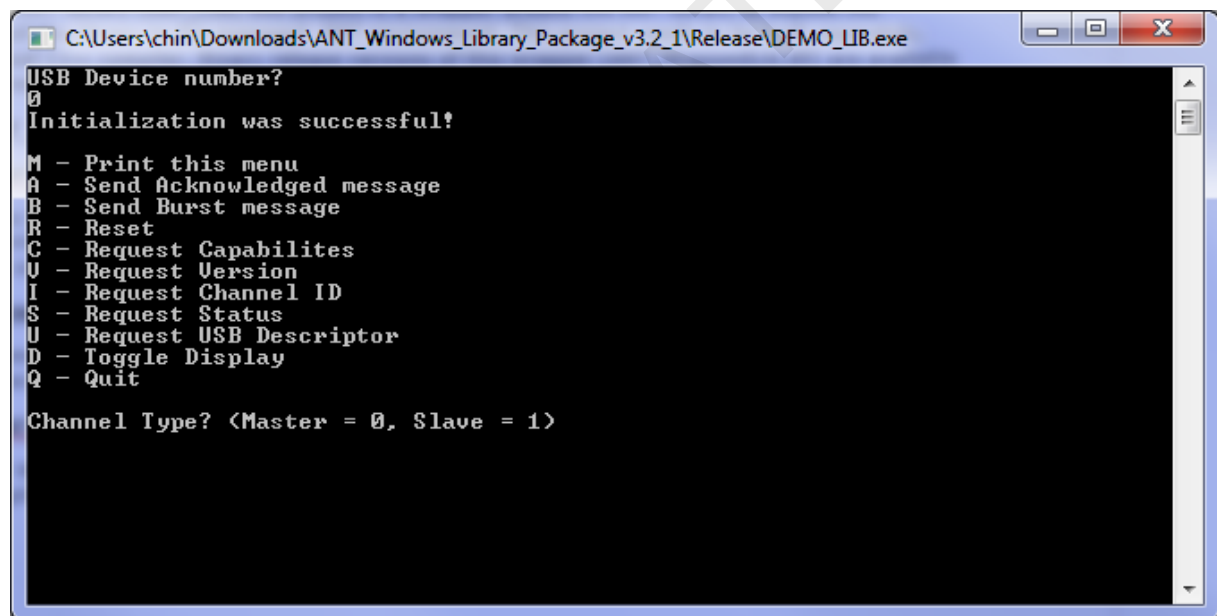 C:\Users\chin\Downloads\ANT_Windows_Library_Package_v3.2_1\Release\DEMO_LIB.exe
USB Device number?
0
Initialization was successful!
M - Print this menu
A - Send Acknowledged message
B - Send Burst message
R - Reset
C - Request Capabilites
V - Request Version
I - Request Channel ID
S - Request Status
U - Request USB Descriptor
D - Toggle Display
Q - Quit
Channel Type? (Master = 0, Slave = 1)